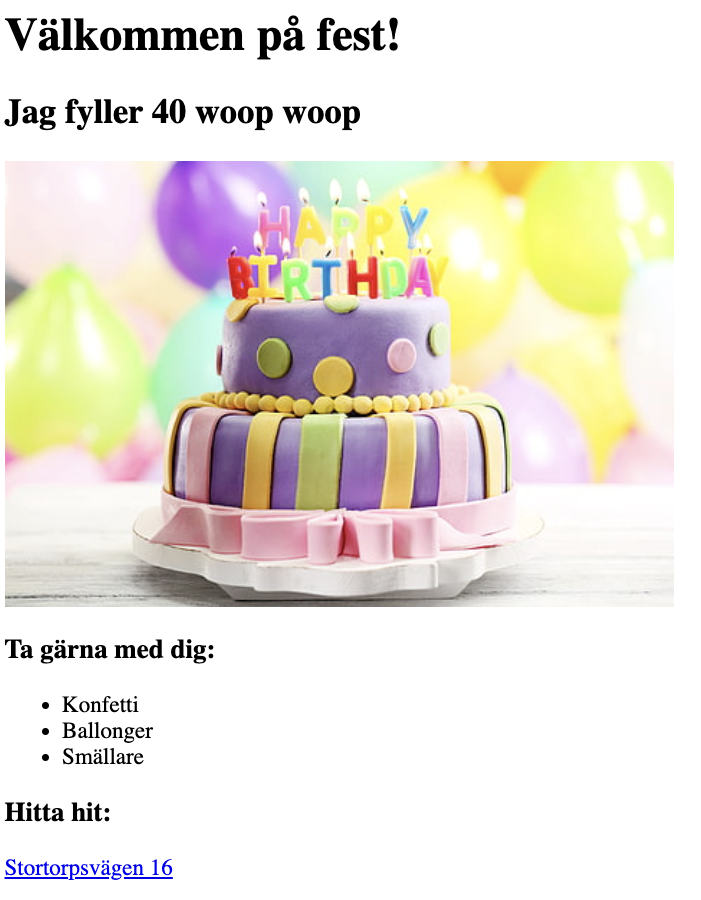 Välkommen på fest!
Jag fyller 40 woop woop
HAPPY
BIRTHDAY
Ta gärna med dig:
• Konfetti
• Ballonger
• Smällare
Hitta hit:
Stortorpsvägen 16